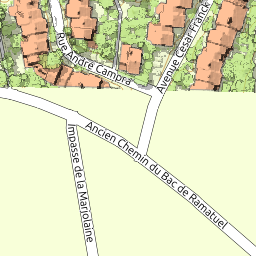 Rue André Campra
Avenue César Franck
Ancien Chemin du Bac de Ramatuel
Impasse de la Marjolaine